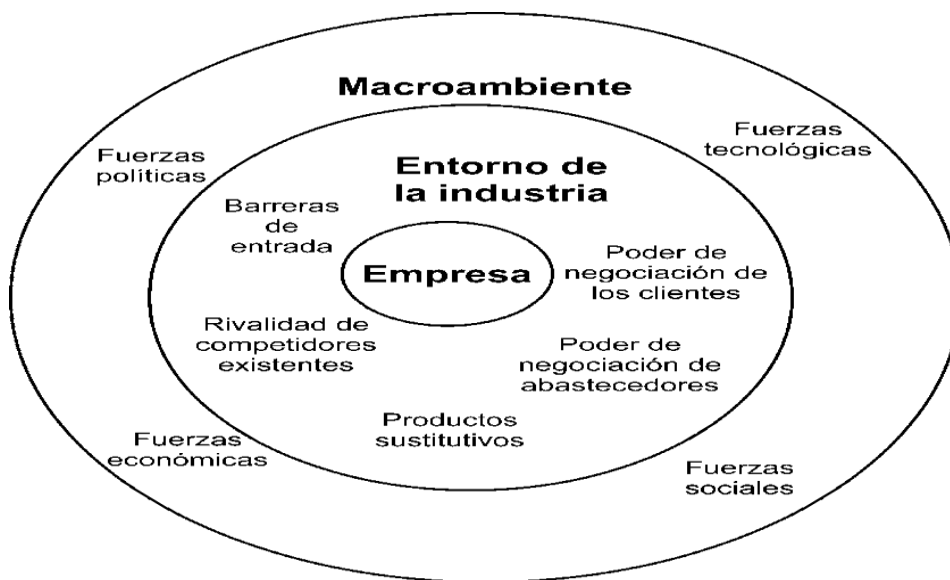 Macroambiente
Fuerzas
políticas
Fuerzas
tecnológicas
Entorno de
la industria
Barreras
de
entrada
Empresa
Poder de
negociación de
los clientes
Rivalidad de
competidores
existentes
Poder de
negociación de
abastecedores
Productos
sustitutivos
Fuerzas
económicas
Fuerzas
sociales